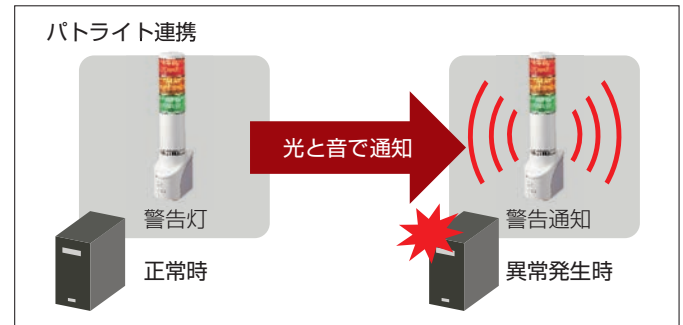 パトライト連携
光と音で通知
警告灯
警告通知
正常時
異常発生時